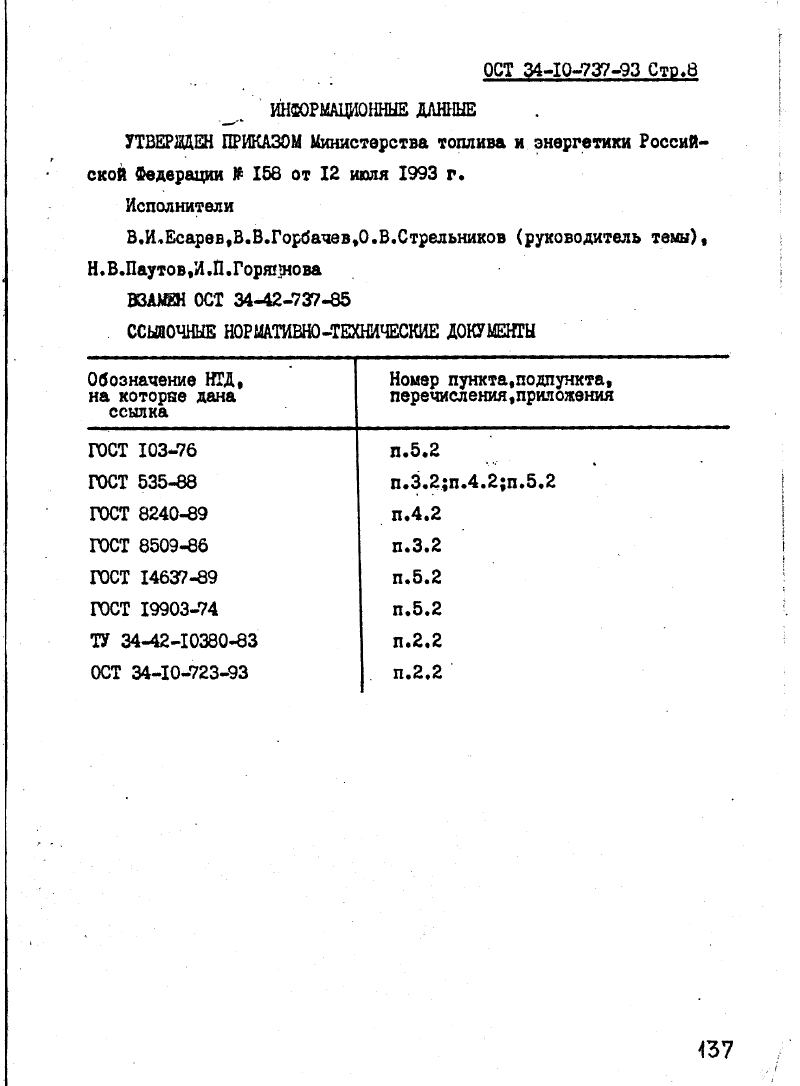 ОСТ 34-10-737-93 Стр.8
ИНФОРМАЦИОННЫЕ ДАННЫЕ
УТВЕРЖДЕН ПРИКАЗОМ Министерства топлива и энергетики Россий-
ской Федерации № 158 от 12 июля 1993 г.
Исполнители
В.И.Есарев,В.В.Горбачев,О.В.Стрельников (руководитель темы),
Н.В.Паутов,И.П.Горяинова
ВЗАМЕН ОСТ 34-42-737-85
ССЫЛОЧНЫЕ НОРМАТИВНО-ТЕХНИЧЕСКИЕ ДОКУМЕНТЫ
Обозначение НТД,
на которые дана
ссылка
Номер пункта,подпункта,
перечисления,приложения
ГОСТ 103-76 п.5.2
ГОСТ 535-88 п.3.2;п.4.2;п.5.2
ГОСТ 8240-89 п.4.2
ГОСТ 8509-86 п.3.2
ГОСТ 14637-89 п.5.2
ГОСТ 19903-74 п.5.2
ТУ 34-42-10380-83 п.2.2
ОСТ 34-10-723-93 п.2.2
137